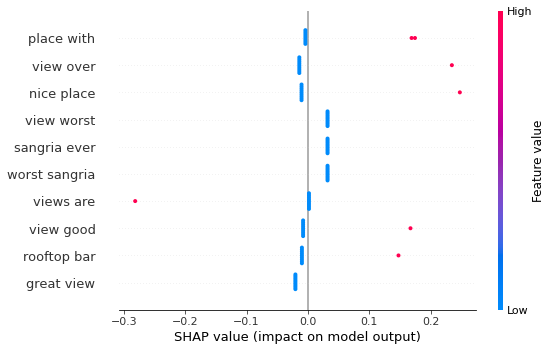 High
place with
view over
nice place
view worst
sangria ever
worst sangria
views are
view good
rooftop bar
great view
Low
Feature value
−0.3 −0.2 −0.1 0.0 0.1 0.2
SHAP value (impact on model output)